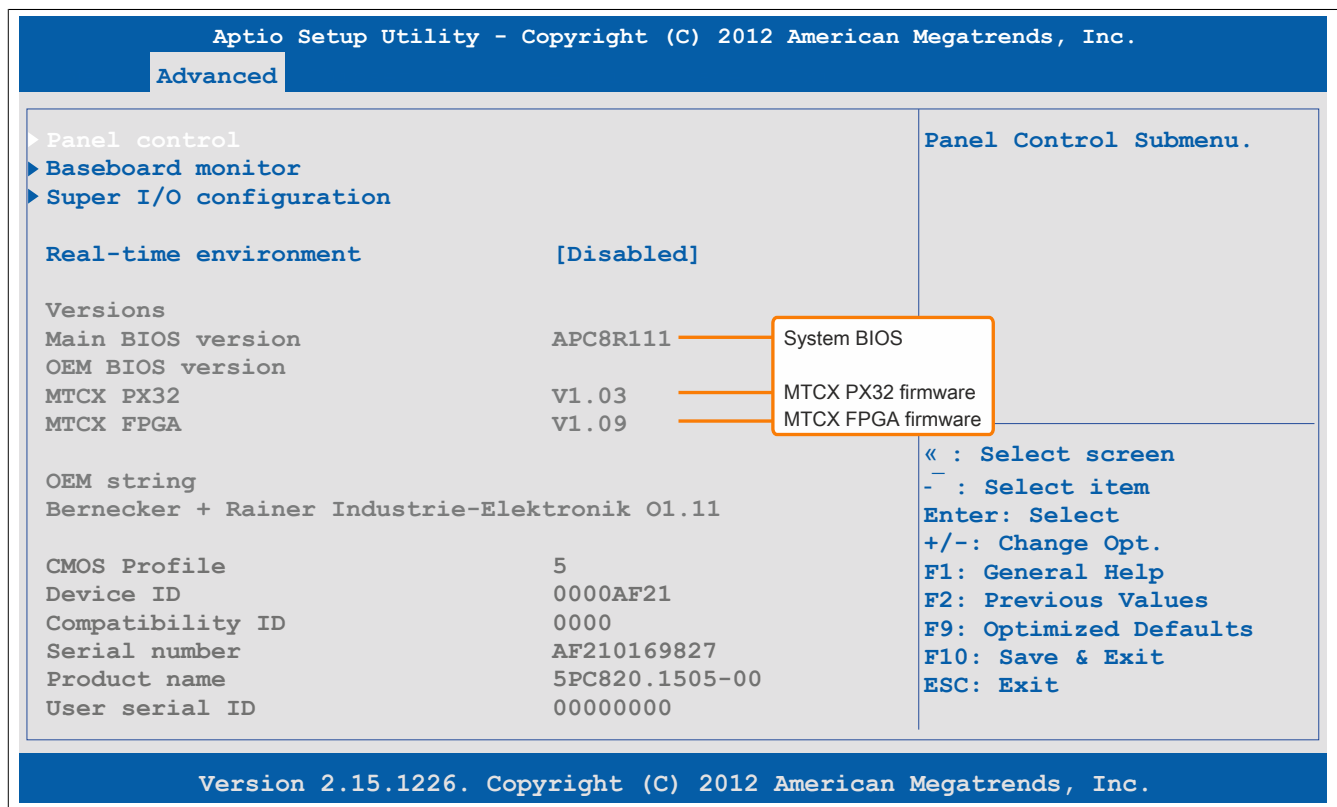 Aptio Setup Utility - Copyright (C) 2012 American Megatrends, Inc.
Advanced
Panel control
Baseboard monitor
Super I/O configuration
Real-time environment [Disabled]
Versions
Main BIOS version APC8R111
OEM BIOS version
MTCX PX32 V1.03
MTCX FPGA V1.09
OEM string
Bernecker + Rainer Industrie-Elektronik O1.11
CMOS Profile 5
Device ID 0000AF21
Compatibility ID 0000
Serial number AF210169827
Product name 5PC820.1505-00
User serial ID 00000000
System BIOS
MTCX PX32 firmware
MTCX FPGA firmware
Panel Control Submenu.
« : Select screen
-¯ : Select item
Enter: Select
+/-: Change Opt.
F1: General Help
F2: Previous Values
F9: Optimized Defaults
F10: Save & Exit
ESC: Exit
Version 2.15.1226. Copyright (C) 2012 American Megatrends, Inc.